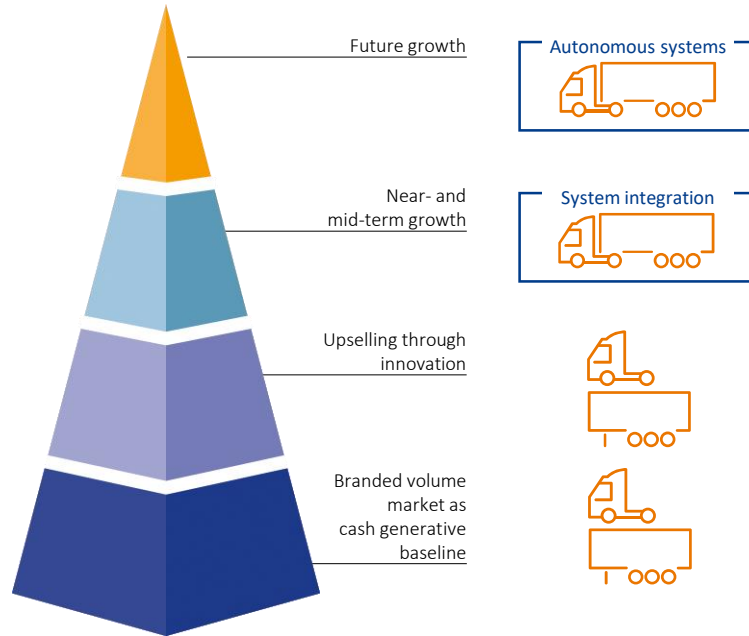 Future growth
Autonomous systems
Near- and
mid-term growth
System integration
Upselling through
innovation
Branded volume
market as
cash generative
baseline